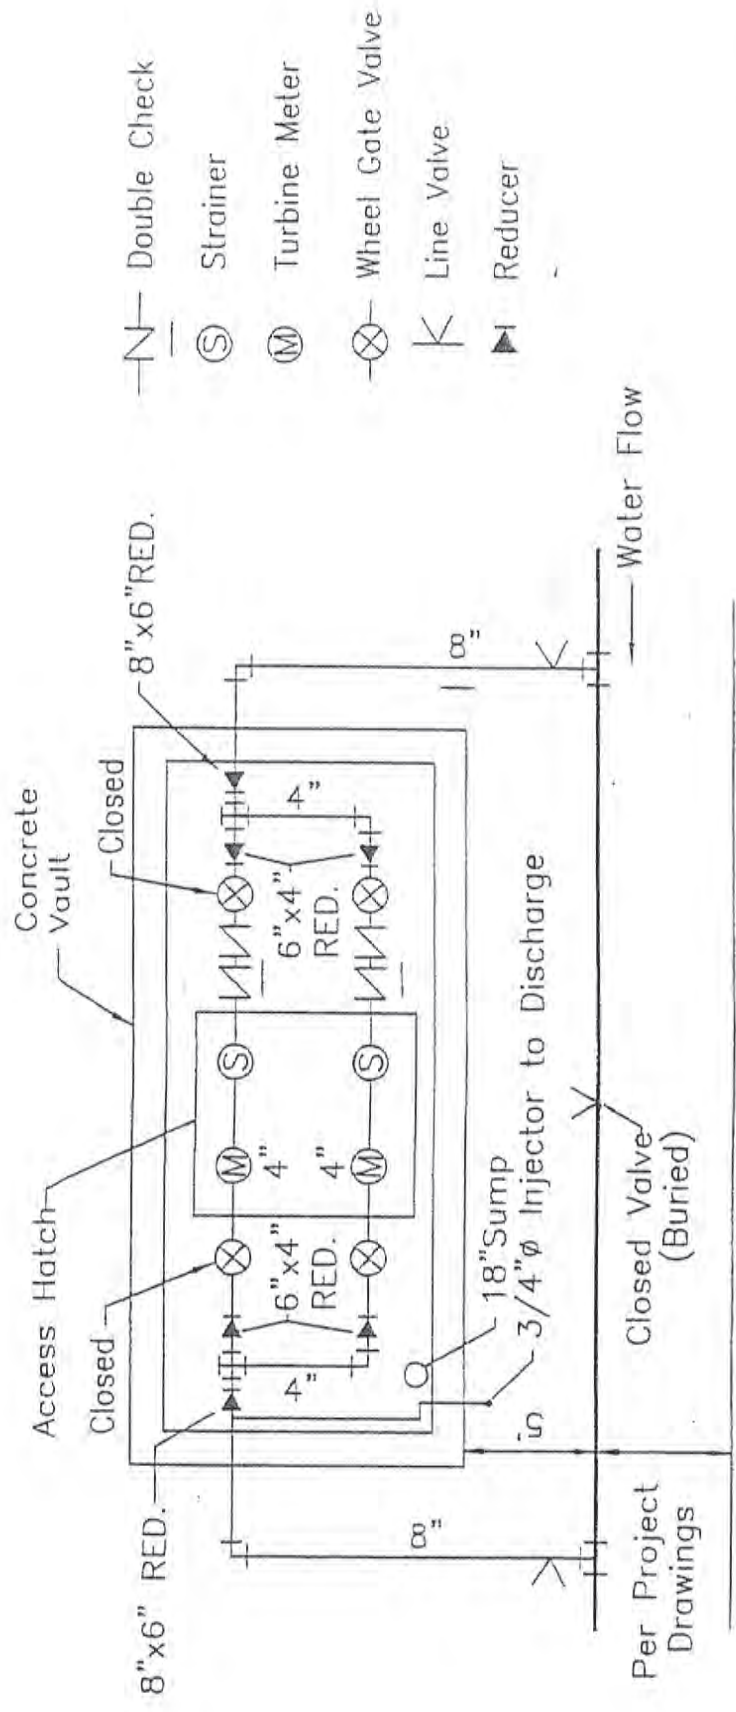 Concrete
Vault
Access Hatch
Closed
Closed
8"x6" RED.
8"x6"RED.
4"
4"
6"x4"
RED.
6"x4"
RED.
M
4"
S
4"
M
S
8"
8"
5'
18"Sump
3/4"ø Injector to Discharge
Closed Valve
(Buried)
Water Flow
Per Project
Drawings
Double Check
S Strainer
M Turbine Meter
Wheel Gate Valve
Line Valve
Reducer